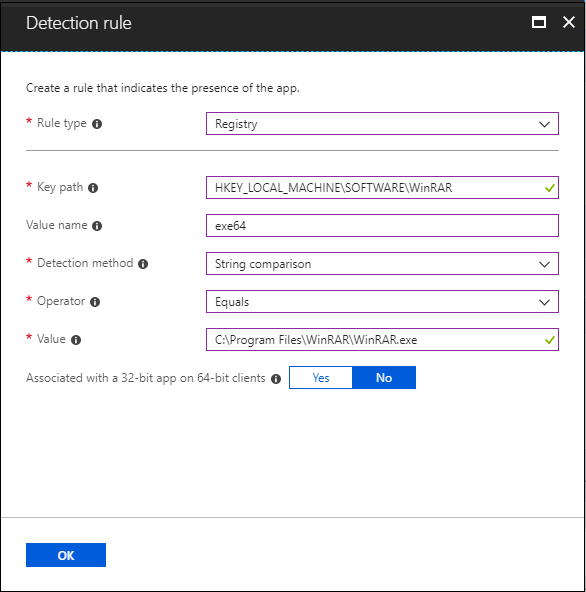 Detection rule
Create a rule that indicates the presence of the app.
* Rule type
Registry
* Key path
HKEY_LOCAL_MACHINE\SOFTWARE\WinRAR
Value name
exe64
* Detection method
String comparison
* Operator
Equals
* Value
C:\Program Files\WinRAR\WinRAR.exe
Associated with a 32-bit app on 64-bit clients
Yes No
OK